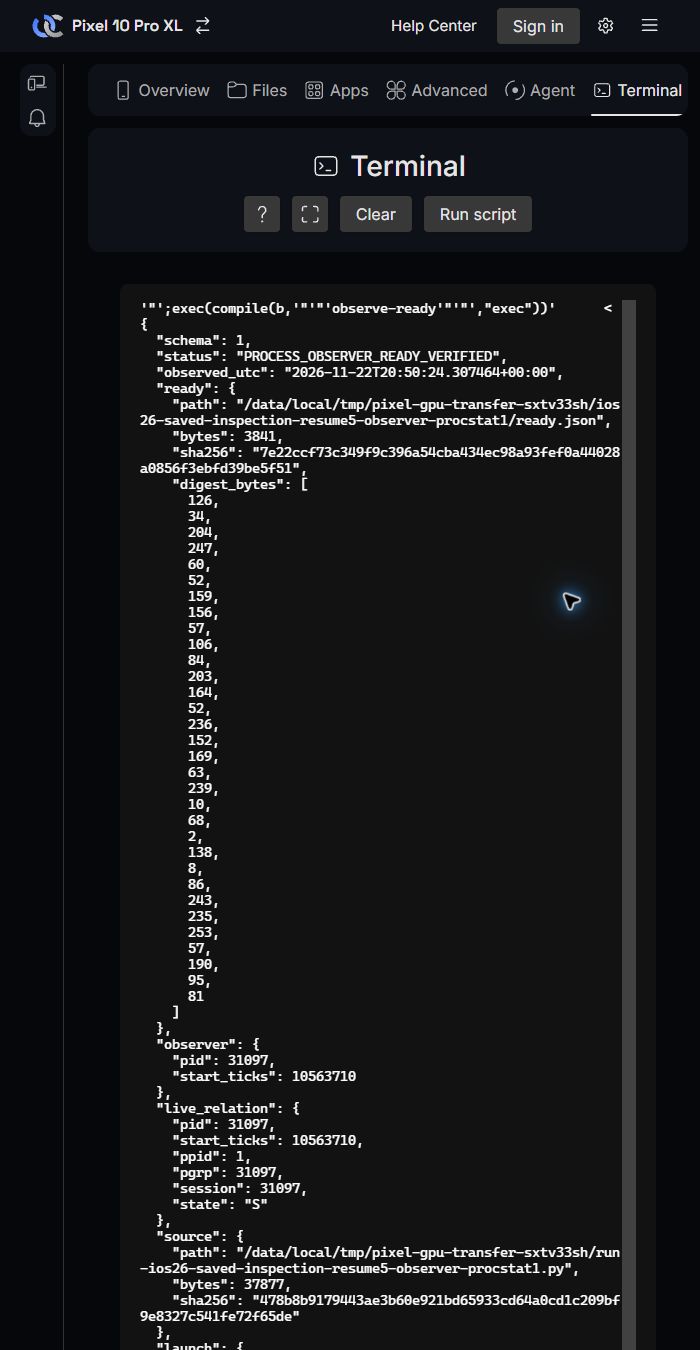 Pixel 10 Pro XL
Help Center
Sign in
Overview
Files
Apps
Advanced
Agent
Terminal
Terminal
?
Clear
Run script
'"';exec(compile(b,'"'"'observe-ready'"'"',"exec"))' <
{
"schema": 1,
"status": "PROCESS_OBSERVER_READY_VERIFIED",
"observed_utc": "2026-11-22T20:50:24.307464+00:00",
"ready": {
"path": "/data/local/tmp/pixel-gpu-transfer-sxtv33sh/ios
26-saved-inspection-resume5-observer-procstat1/ready.json",
"bytes": 3841,
"sha256": "7e22ccf73c349f9c396a54cba434ec98a93fef0a44028
a0856f3ebfd39be5f51",
"digest_bytes": [
126,
34,
204,
247,
60,
52,
159,
156,
57,
106,
84,
203,
164,
52,
236,
152,
169,
63,
239,
10,
68,
2,
138,
8,
86,
243,
235,
253,
57,
190,
95,
81
]
},
"observer": {
"pid": 31097,
"start_ticks": 10563710
},
"live_relation": {
"pid": 31097,
"start_ticks": 10563710,
"ppid": 1,
"pgrp": 31097,
"session": 31097,
"state": "S"
},
"source": {
"path": "/data/local/tmp/pixel-gpu-transfer-sxtv33sh/run
-ios26-saved-inspection-resume5-observer-procstat1.py",
"bytes": 37877,
"sha256": "478b8b9179443ae3b60e921bd65933cd64a0cd1c209bf
9e8327c541fe72f65de"
},
"launch": {